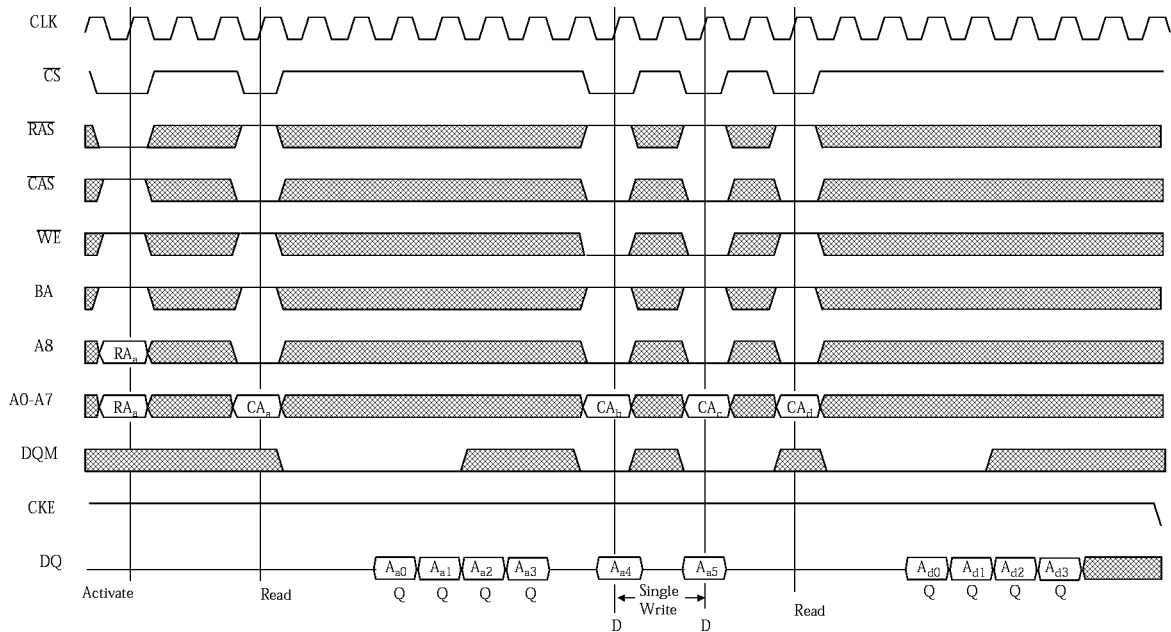 CLK
CS
RAS
CAS
WE
BA
A8 RAa
A0-A7 RAa CAa CAb CAc CAd
DQM
CKE
DQ Aa0 Aa1 Aa2 Aa3 Aa4 Aa5 Ad0 Ad1 Ad2 Ad3
Activate Read Q Q Q Q Single Write Read Q Q Q Q
D D